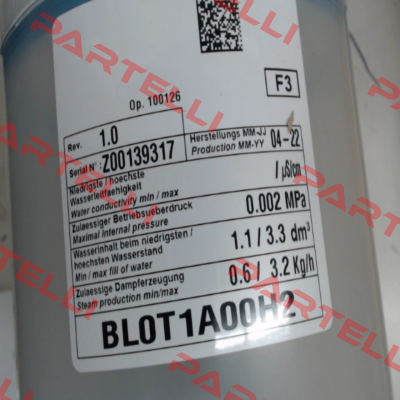 PARTELLI
F3
Op. 100126
Rev. 1.0
Serial N°: Z00139317
Herstellungs MM-JJ
Production MM-YY 04-22
Niedrigste / hoechste
Wasserleitfaehigkeit
Water conductivity min / max / µS/cm
Zulaessiger Betriebsueberdruck
Maximal internal pressure 0.002 MPa
Wasserinhalt beim niedrigsten /
hoechsten Wasserstand
Min / max fill of water 1.1 / 3.3 dm³
Zulaessige Dampferzeugung
Steam production min/max 0.6 / 3.2 Kg/h
BL0T1A00H2
PARTELLI